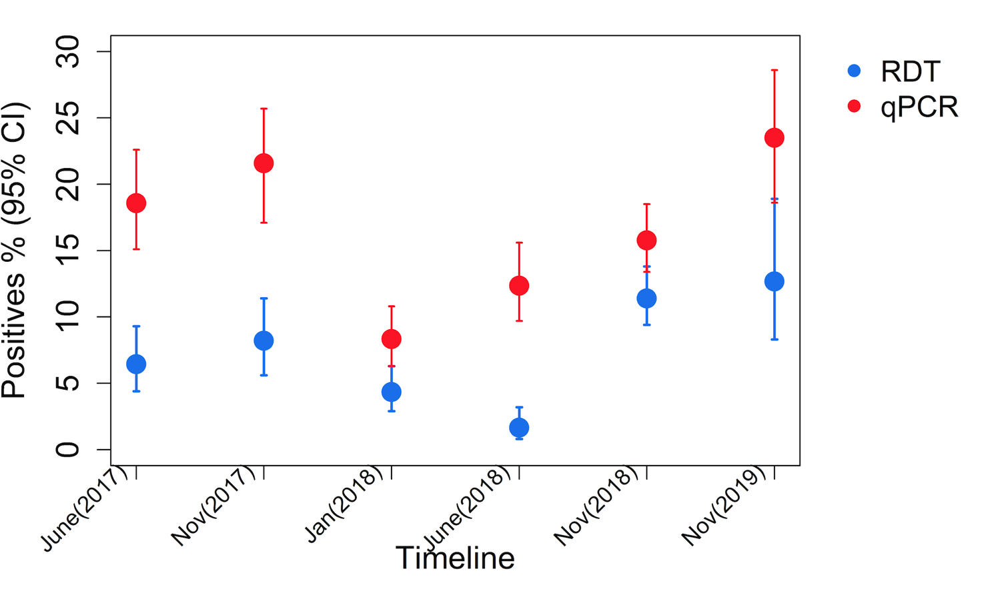 Positives % (95% CI)
30
25
20
15
10
5
0
June(2017)
Nov(2017)
Jan(2018)
June(2018)
Nov(2018)
Nov(2019)
Timeline
RDT
qPCR